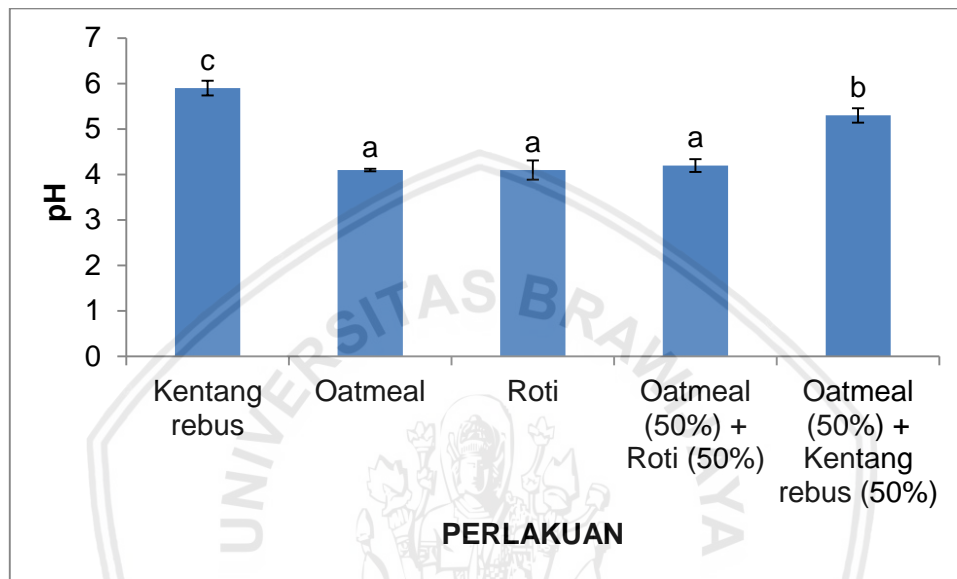 7
6
5
4
3
2
1
0
pH
c
a
a
a
b
Kentang
rebus
Oatmeal
Roti
Oatmeal
(50%) +
Roti (50%)
Oatmeal
(50%) +
Kentang
rebus (50%)
PERLAKUAN
UNIVERSITAS BRAWIJAYA